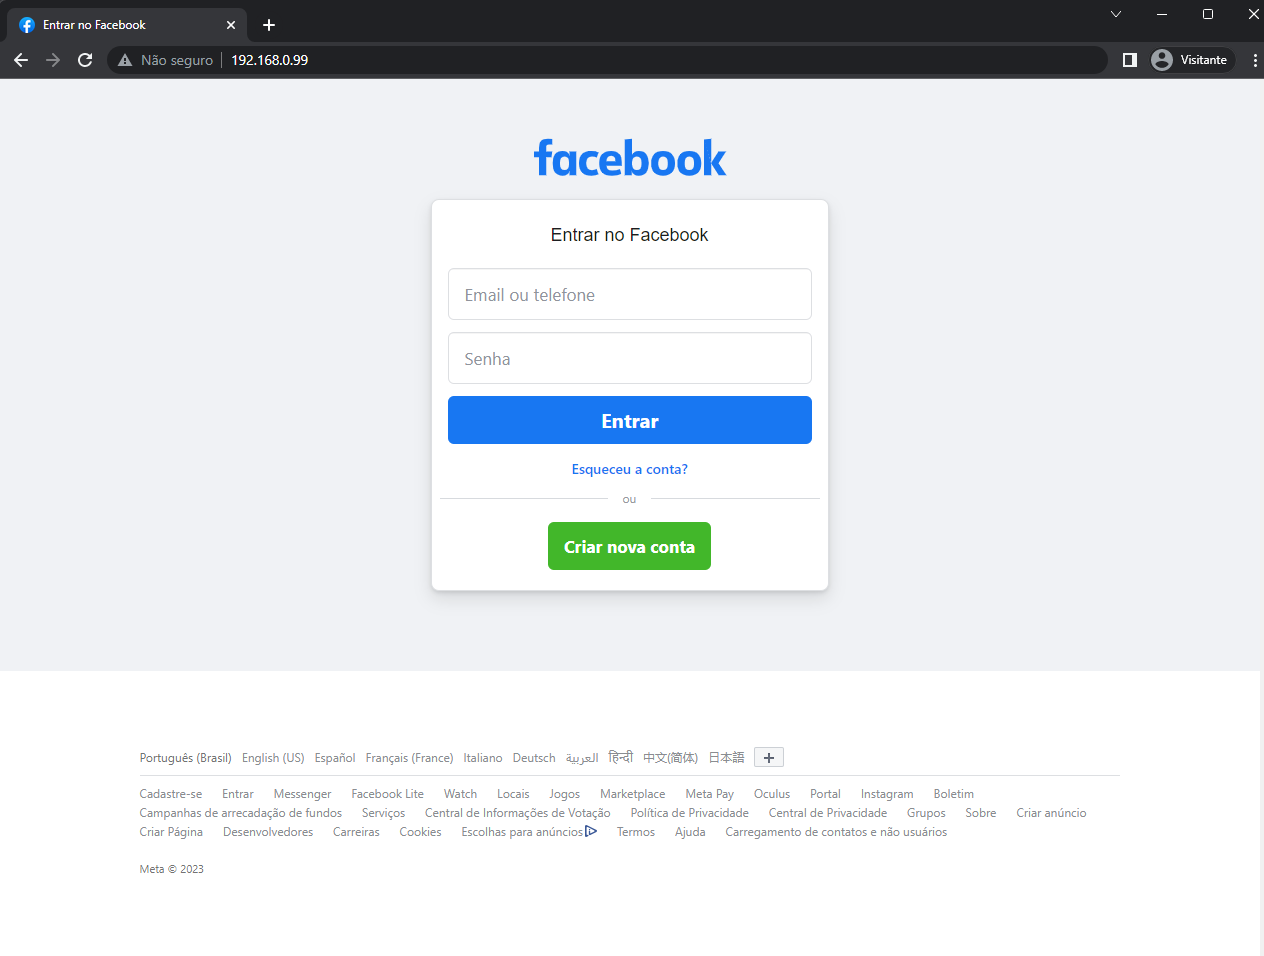 Entrar no Facebook
Não seguro 192.168.0.99 Visitante
facebook
Entrar no Facebook
Email ou telefone
Senha
Entrar
Esqueceu a conta?
ou
Criar nova conta
Português (Brasil) English (US) Español Français (France) Italiano Deutsch العربية हिन्दी 中文(简体) 日本語
Cadastre-se Entrar Messenger Facebook Lite Watch Locais Jogos Marketplace Meta Pay Oculus Portal Instagram Boletim
Campanhas de arrecadação de fundos Serviços Central de Informações de Votação Política de Privacidade Central de Privacidade Grupos Sobre Criar anúncio
Criar Página Desenvolvedores Carreiras Cookies Escolhas para anúncios Termos Ajuda Carregamento de contatos e não usuários
Meta © 2023